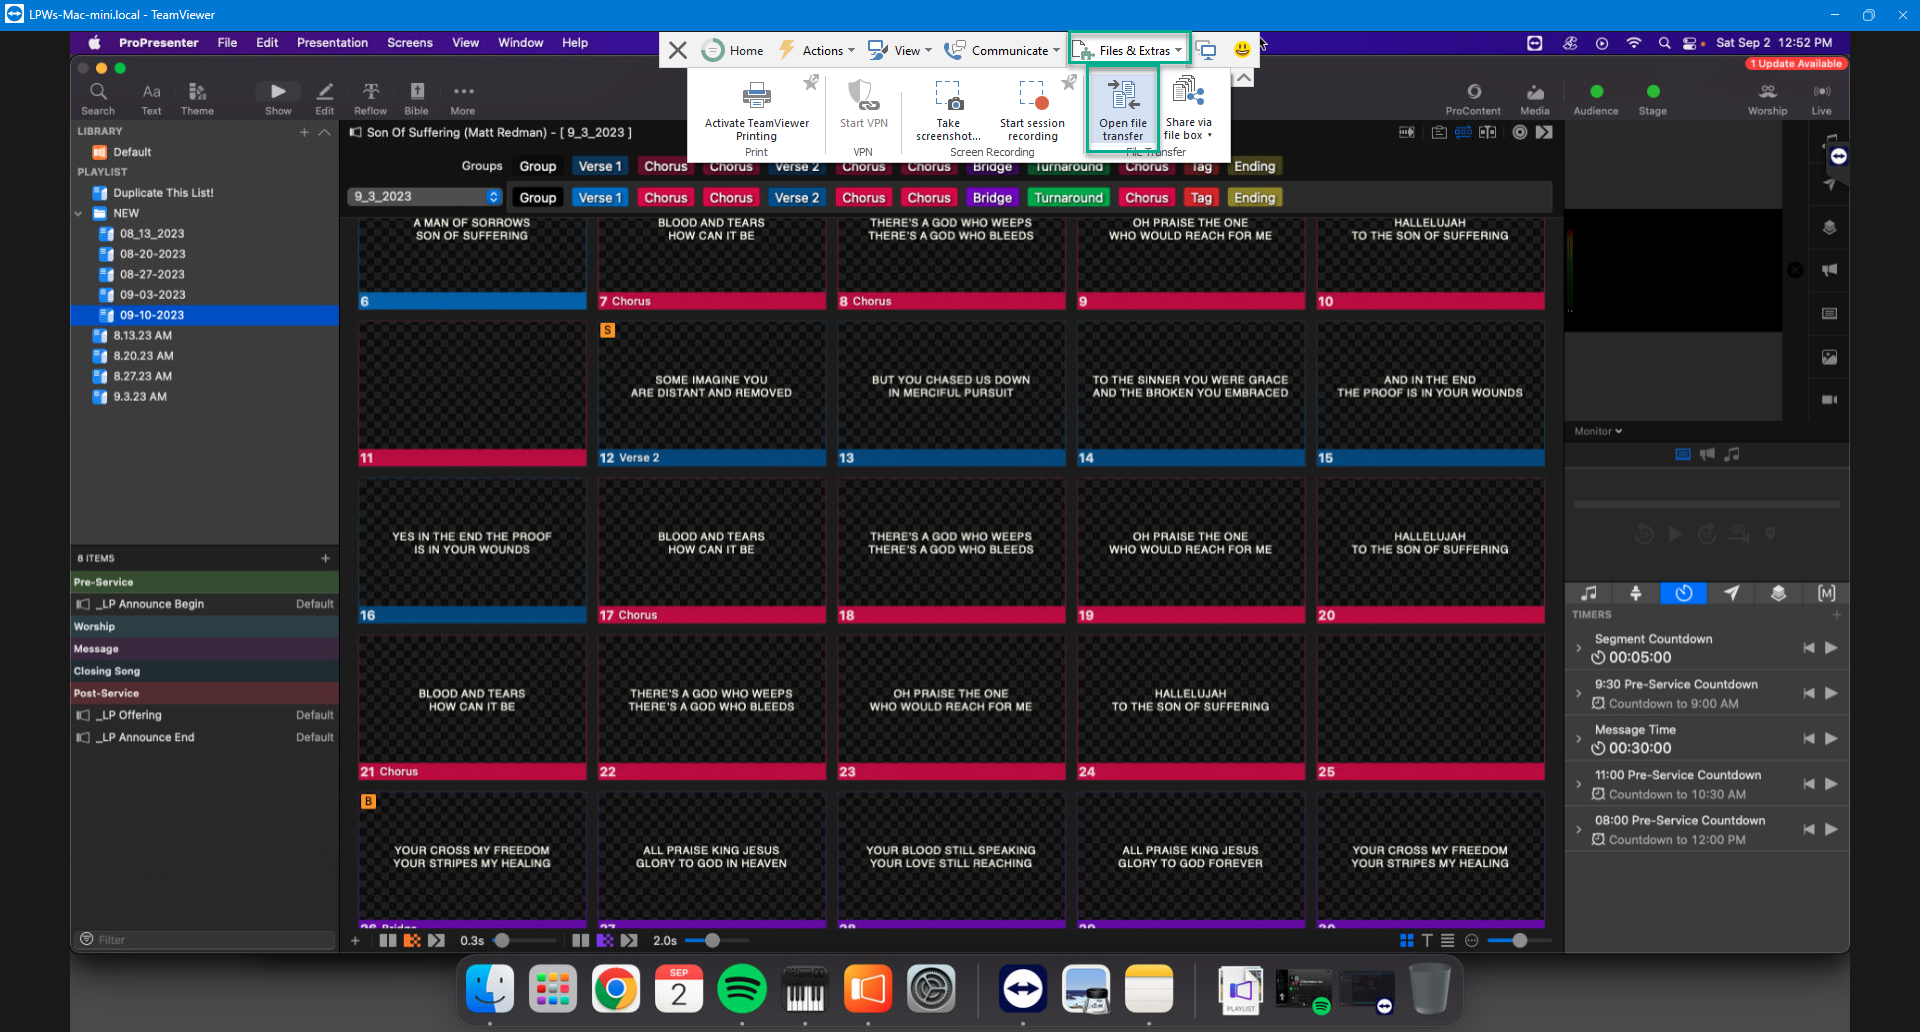 LPWs-Mac-mini.local - TeamViewer
ProPresenter File Edit Presentation Screens View Window Help
Home Actions View Communicate Files & Extras
Sat Sep 2 12:52 PM
1 Update Available
Search Text Theme Show Edit Reflow Bible More
Activate TeamViewer Printing
Print
Start VPN
VPN
Take screenshot...
Start session recording
Screen Recording
Open file transfer
Share via file box
File Transfer
ProContent Media Audience Stage Worship Live
LIBRARY
Default
PLAYLIST
Duplicate This List!
NEW
08_13_2023
08-20-2023
08-27-2023
09-03-2023
09-10-2023
8.13.23 AM
8.20.23 AM
8.27.23 AM
9.3.23 AM
8 ITEMS
Pre-Service
_LP Announce Begin Default
Worship
Message
Closing Song
Post-Service
_LP Offering Default
_LP Announce End Default
Filter
Son Of Suffering (Matt Redman) - [ 9_3_2023 ]
Groups Group Verse 1 Chorus Chorus Verse 2 Chorus Chorus Bridge Turnaround Chorus Tag Ending
9_3_2023 Group Verse 1 Chorus Chorus Verse 2 Chorus Chorus Bridge Turnaround Chorus Tag Ending
A MAN OF SORROWS
SON OF SUFFERING
6
BLOOD AND TEARS
HOW CAN IT BE
7 Chorus
THERE'S A GOD WHO WEEPS
THERE'S A GOD WHO BLEEDS
8 Chorus
OH PRAISE THE ONE
WHO WOULD REACH FOR ME
9
HALLELUJAH
TO THE SON OF SUFFERING
10
11
S
SOME IMAGINE YOU
ARE DISTANT AND REMOVED
12 Verse 2
BUT YOU CHASED US DOWN
IN MERCIFUL PURSUIT
13
TO THE SINNER YOU WERE GRACE
AND THE BROKEN YOU EMBRACED
14
AND IN THE END
THE PROOF IS IN YOUR WOUNDS
15
YES IN THE END THE PROOF
IS IN YOUR WOUNDS
16
BLOOD AND TEARS
HOW CAN IT BE
17 Chorus
THERE'S A GOD WHO WEEPS
THERE'S A GOD WHO BLEEDS
18
OH PRAISE THE ONE
WHO WOULD REACH FOR ME
19
HALLELUJAH
TO THE SON OF SUFFERING
20
BLOOD AND TEARS
HOW CAN IT BE
21 Chorus
THERE'S A GOD WHO WEEPS
THERE'S A GOD WHO BLEEDS
22
OH PRAISE THE ONE
WHO WOULD REACH FOR ME
23
HALLELUJAH
TO THE SON OF SUFFERING
24
25
B
YOUR CROSS MY FREEDOM
YOUR STRIPES MY HEALING
26 Bridge
ALL PRAISE KING JESUS
GLORY TO GOD IN HEAVEN
27
YOUR BLOOD STILL SPEAKING
YOUR LOVE STILL REACHING
28
ALL PRAISE KING JESUS
GLORY TO GOD FOREVER
29
YOUR CROSS MY FREEDOM
YOUR STRIPES MY HEALING
30
0.3s 2.0s
Monitor
TIMERS
Segment Countdown
00:05:00
9:30 Pre-Service Countdown
Countdown to 9:00 AM
Message Time
00:30:00
11:00 Pre-Service Countdown
Countdown to 10:30 AM
08:00 Pre-Service Countdown
Countdown to 12:00 PM
SEP
2
PLAYLIST